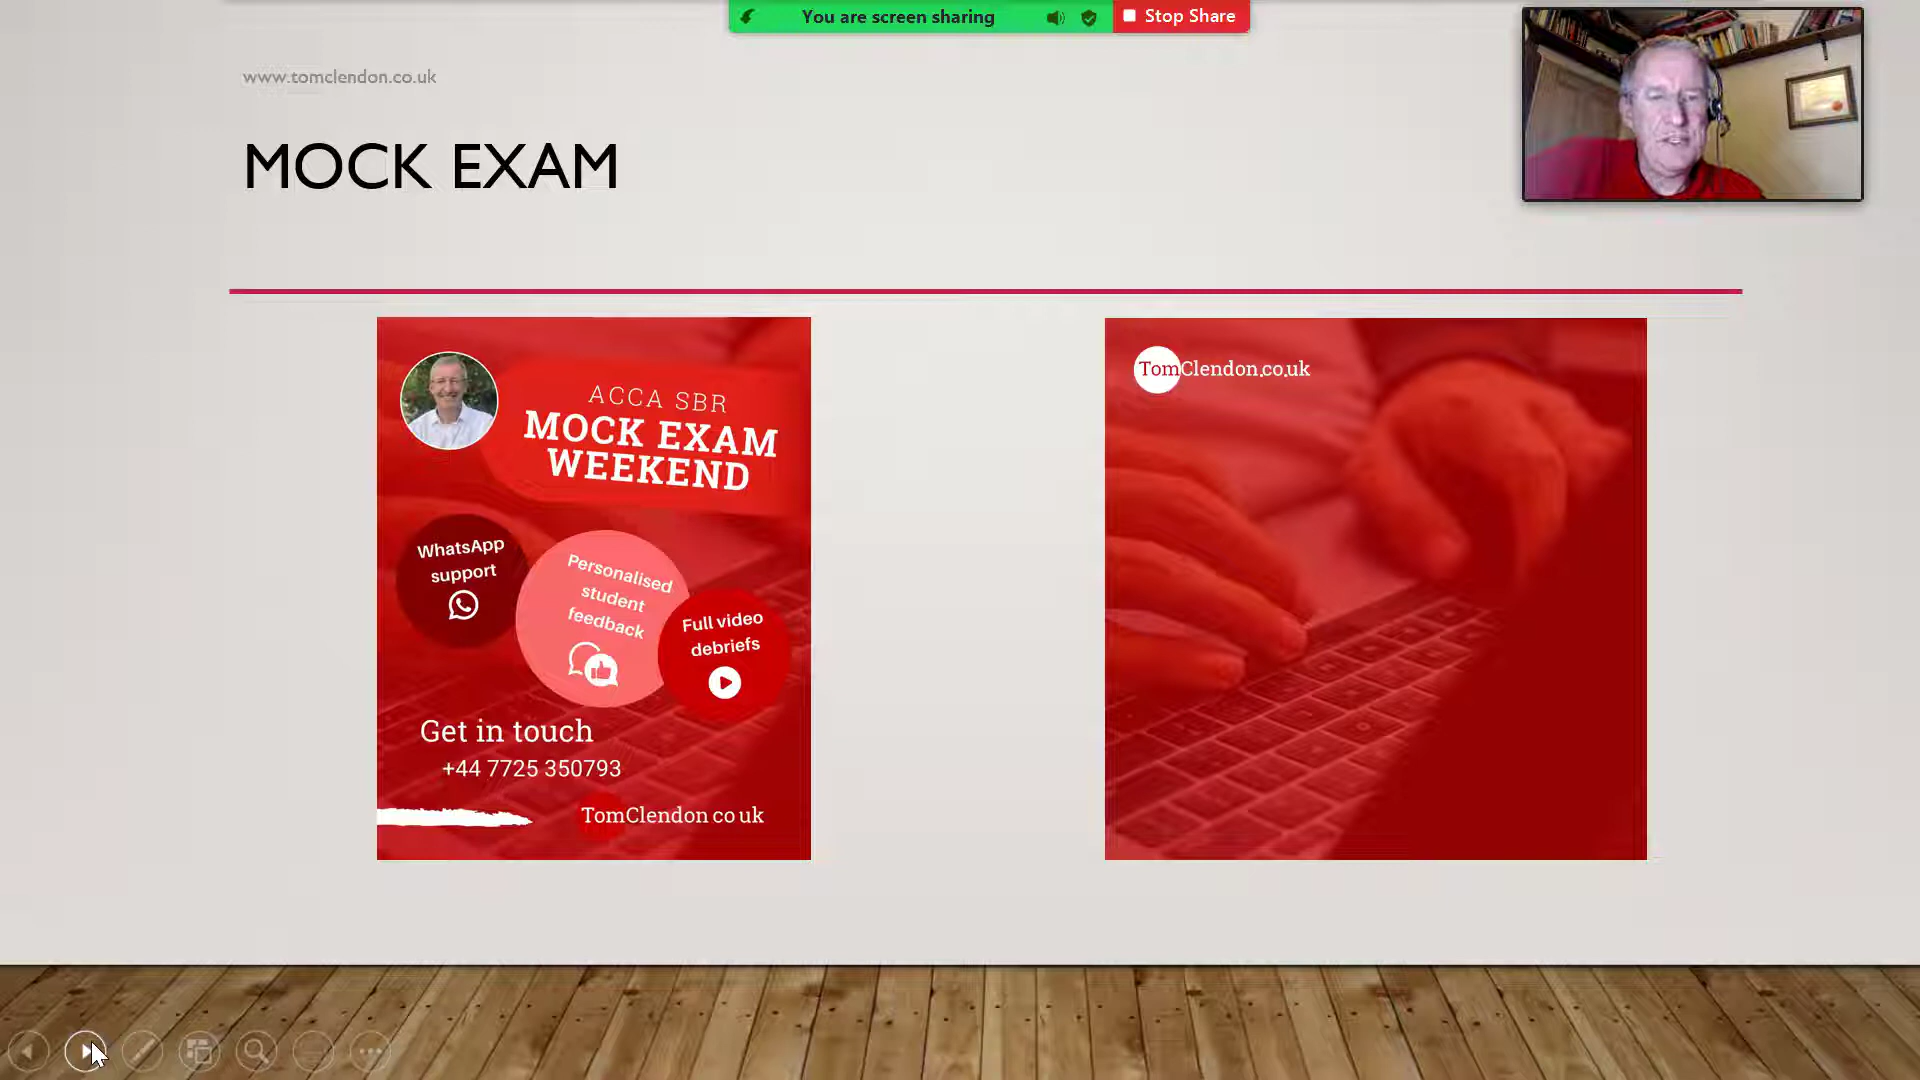 You are screen sharing
Stop Share
www.tomclendon.co.uk
MOCK EXAM
ACCA SBR
MOCK EXAM
WEEKEND
WhatsApp
support
Personalised
student
feedback
Full video
debriefs
Get in touch
+44 7725 350793
TomClendon co uk
TomClendon.co.uk